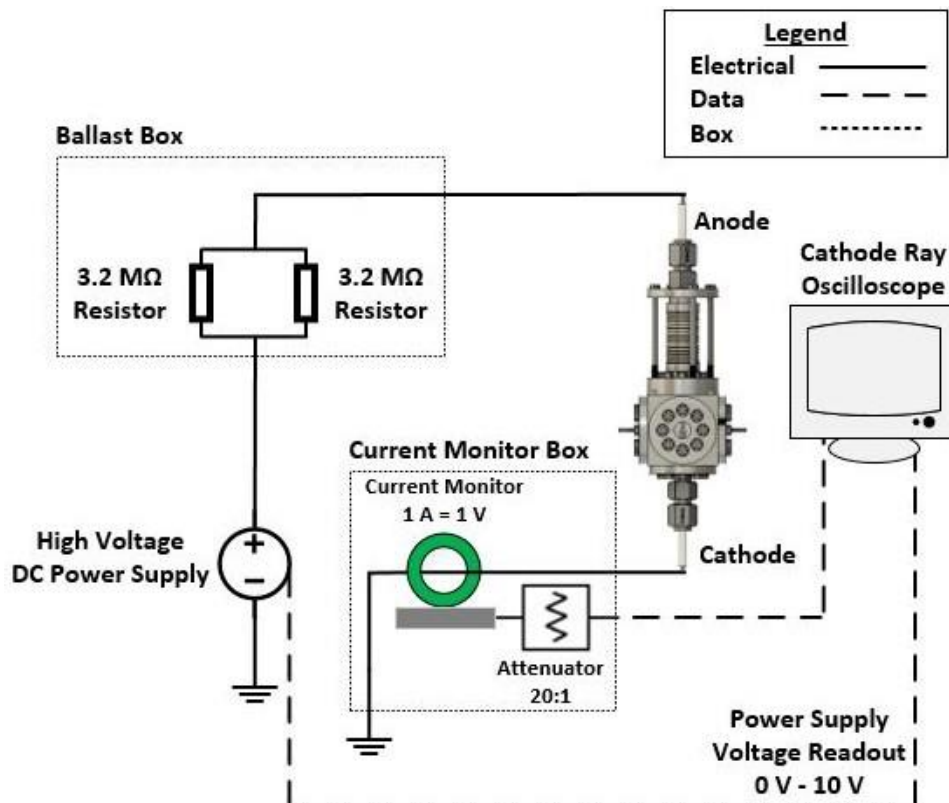 Legend
Electrical
Data
Box
Ballast Box
3.2 MΩ
Resistor
3.2 MΩ
Resistor
Anode
Cathode Ray
Oscilloscope
Current Monitor Box
Current Monitor
1 A = 1 V
High Voltage
DC Power Supply
+
−
Cathode
Attenuator
20:1
Power Supply
Voltage Readout
0 V - 10 V